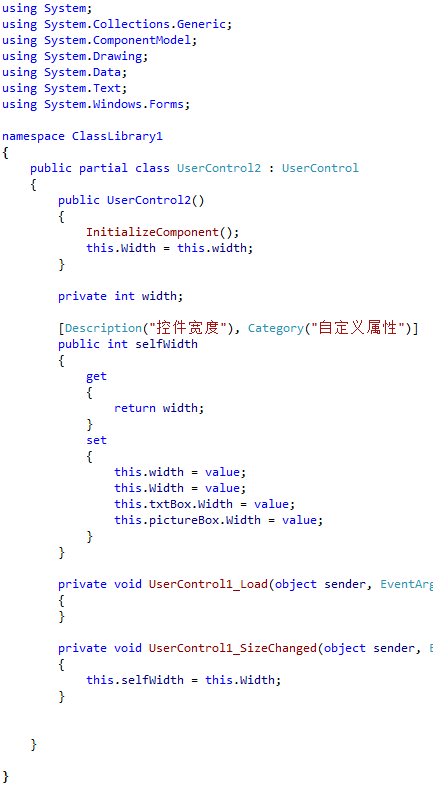 using System;
using System.Collections.Generic;
using System.ComponentModel;
using System.Drawing;
using System.Data;
using System.Text;
using System.Windows.Forms;
namespace ClassLibrary1
{
public partial class UserControl2 : UserControl
{
public UserControl2()
{
InitializeComponent();
this.Width = this.width;
}
private int width;
[Description("控件宽度"), Category("自定义属性")]
public int selfWidth
{
get
{
return width;
}
set
{
this.width = value;
this.Width = value;
this.txtBox.Width = value;
this.pictureBox.Width = value;
}
}
private void UserControl1_Load(object sender, EventArg
{
}
private void UserControl1_SizeChanged(object sender, E
{
this.selfWidth = this.Width;
}
}
}